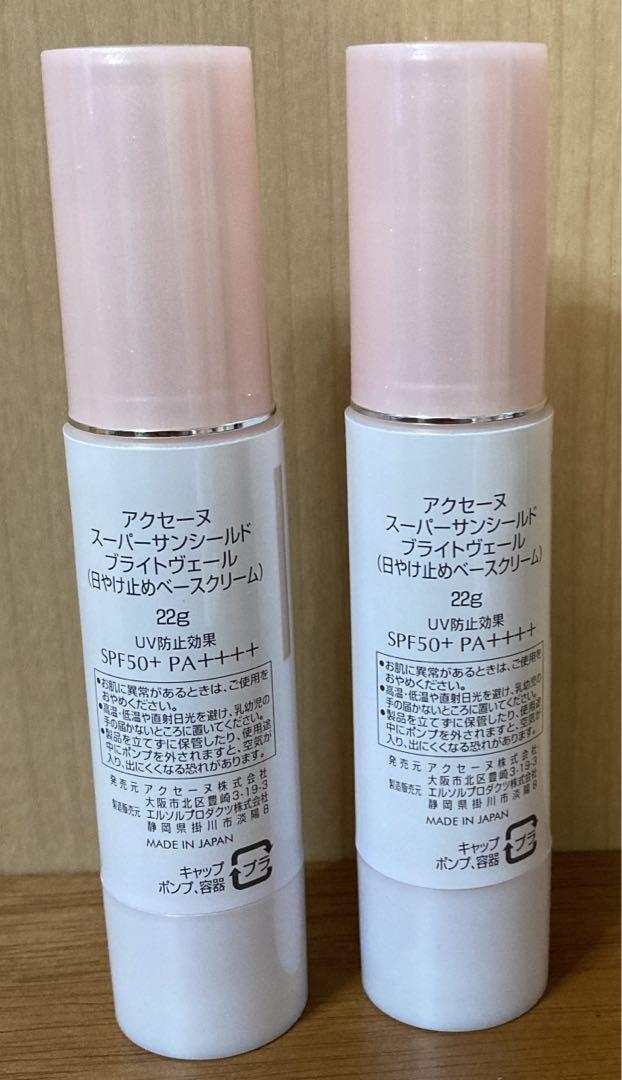 アクセーヌ
スーパーサンシールド
ブライトヴェール
(日やけ止めベースクリーム)
22g
UV防止効果
SPF50+ PA++++
●お肌に異常があるときは、ご使用を
おやめください。
●高温・低温や直射日光を避け、乳幼児の
手の届かないところに置いてください。
●製品を立てずに保管したり、使用途
中にポンプを外されますと、空気が
入り、出にくくなる恐れがあります。
発売元 アクセーヌ株式会社
大阪市北区豊崎3-19-3
製造販売元 エルソルプロダクツ株式会社
静岡県掛川市淡陽8
MADE IN JAPAN
キャップ
ポンプ、容器
プラ
アクセーヌ
スーパーサンシールド
ブライトヴェール
(日やけ止めベースクリーム)
22g
UV防止効果
SPF50+ PA++++
●お肌に異常があるときは、ご使用を
おやめください。
●高温・低温や直射日光を避け、乳幼児の
手の届かないところに置いてください。
●製品を立てずに保管したり、使用途
中にポンプを外されますと、空気が
入り、出にくくなる恐れがあります。
発売元 アクセーヌ株式会社
大阪市北区豊崎3-19-3
製造販売元 エルソルプロダクツ株式会社
静岡県掛川市淡陽8
MADE IN JAPAN
キャップ
ポンプ、容器
プラ